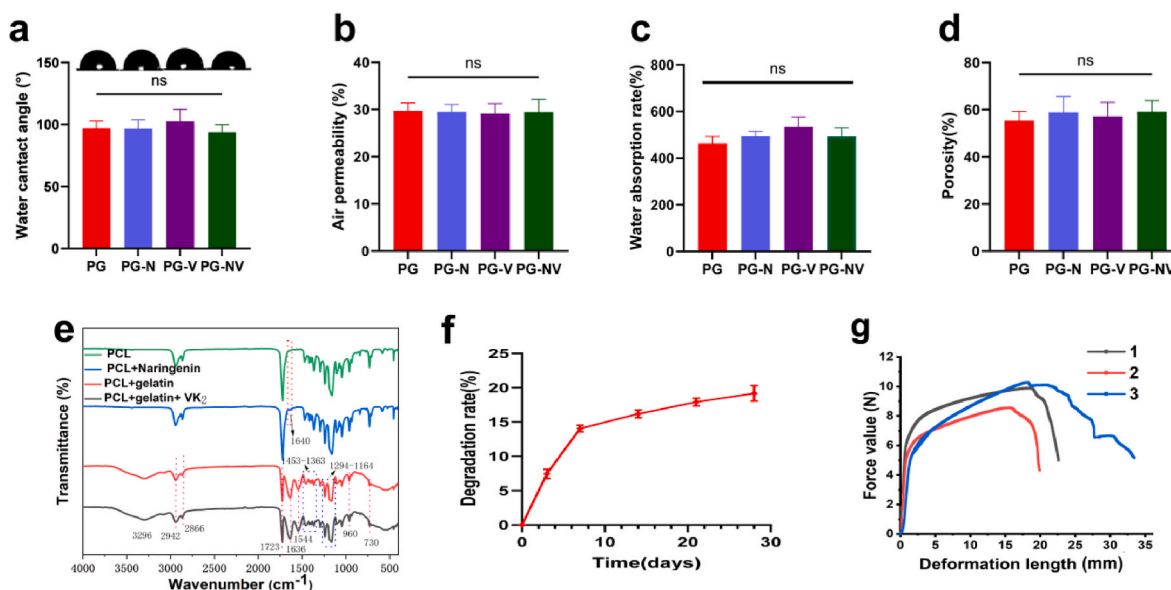 a
Water cantact angle (°)
150
100
50
0
ns
PG PG-N PG-V PG-NV
b
Air permeability (%)
40
30
20
10
0
ns
PG PG-N PG-V PG-NV
c
Water absorption rate(%)
800
600
400
200
0
ns
PG PG-N PG-V PG-NV
d
Porosity(%)
100
80
60
40
20
0
ns
PG PG-N PG-V PG-NV
e
Transmittance (%)
PCL
PCL+Naringenin
PCL+gelatin
PCL+gelatin+ VK2
1640
1453-1363
1294-1164
3296
2942
2866
1723
1636
1544
960
730
4000 3500 3000 2500 2000 1500 1000 500
Wavenumber (cm-1)
f
Degradation rate(%)
25
20
15
10
5
0
0 10 20 30
Time(days)
g
Force value (N)
12
10
8
6
4
2
0
1
2
3
0 5 10 15 20 25 30 35
Deformation length (mm)